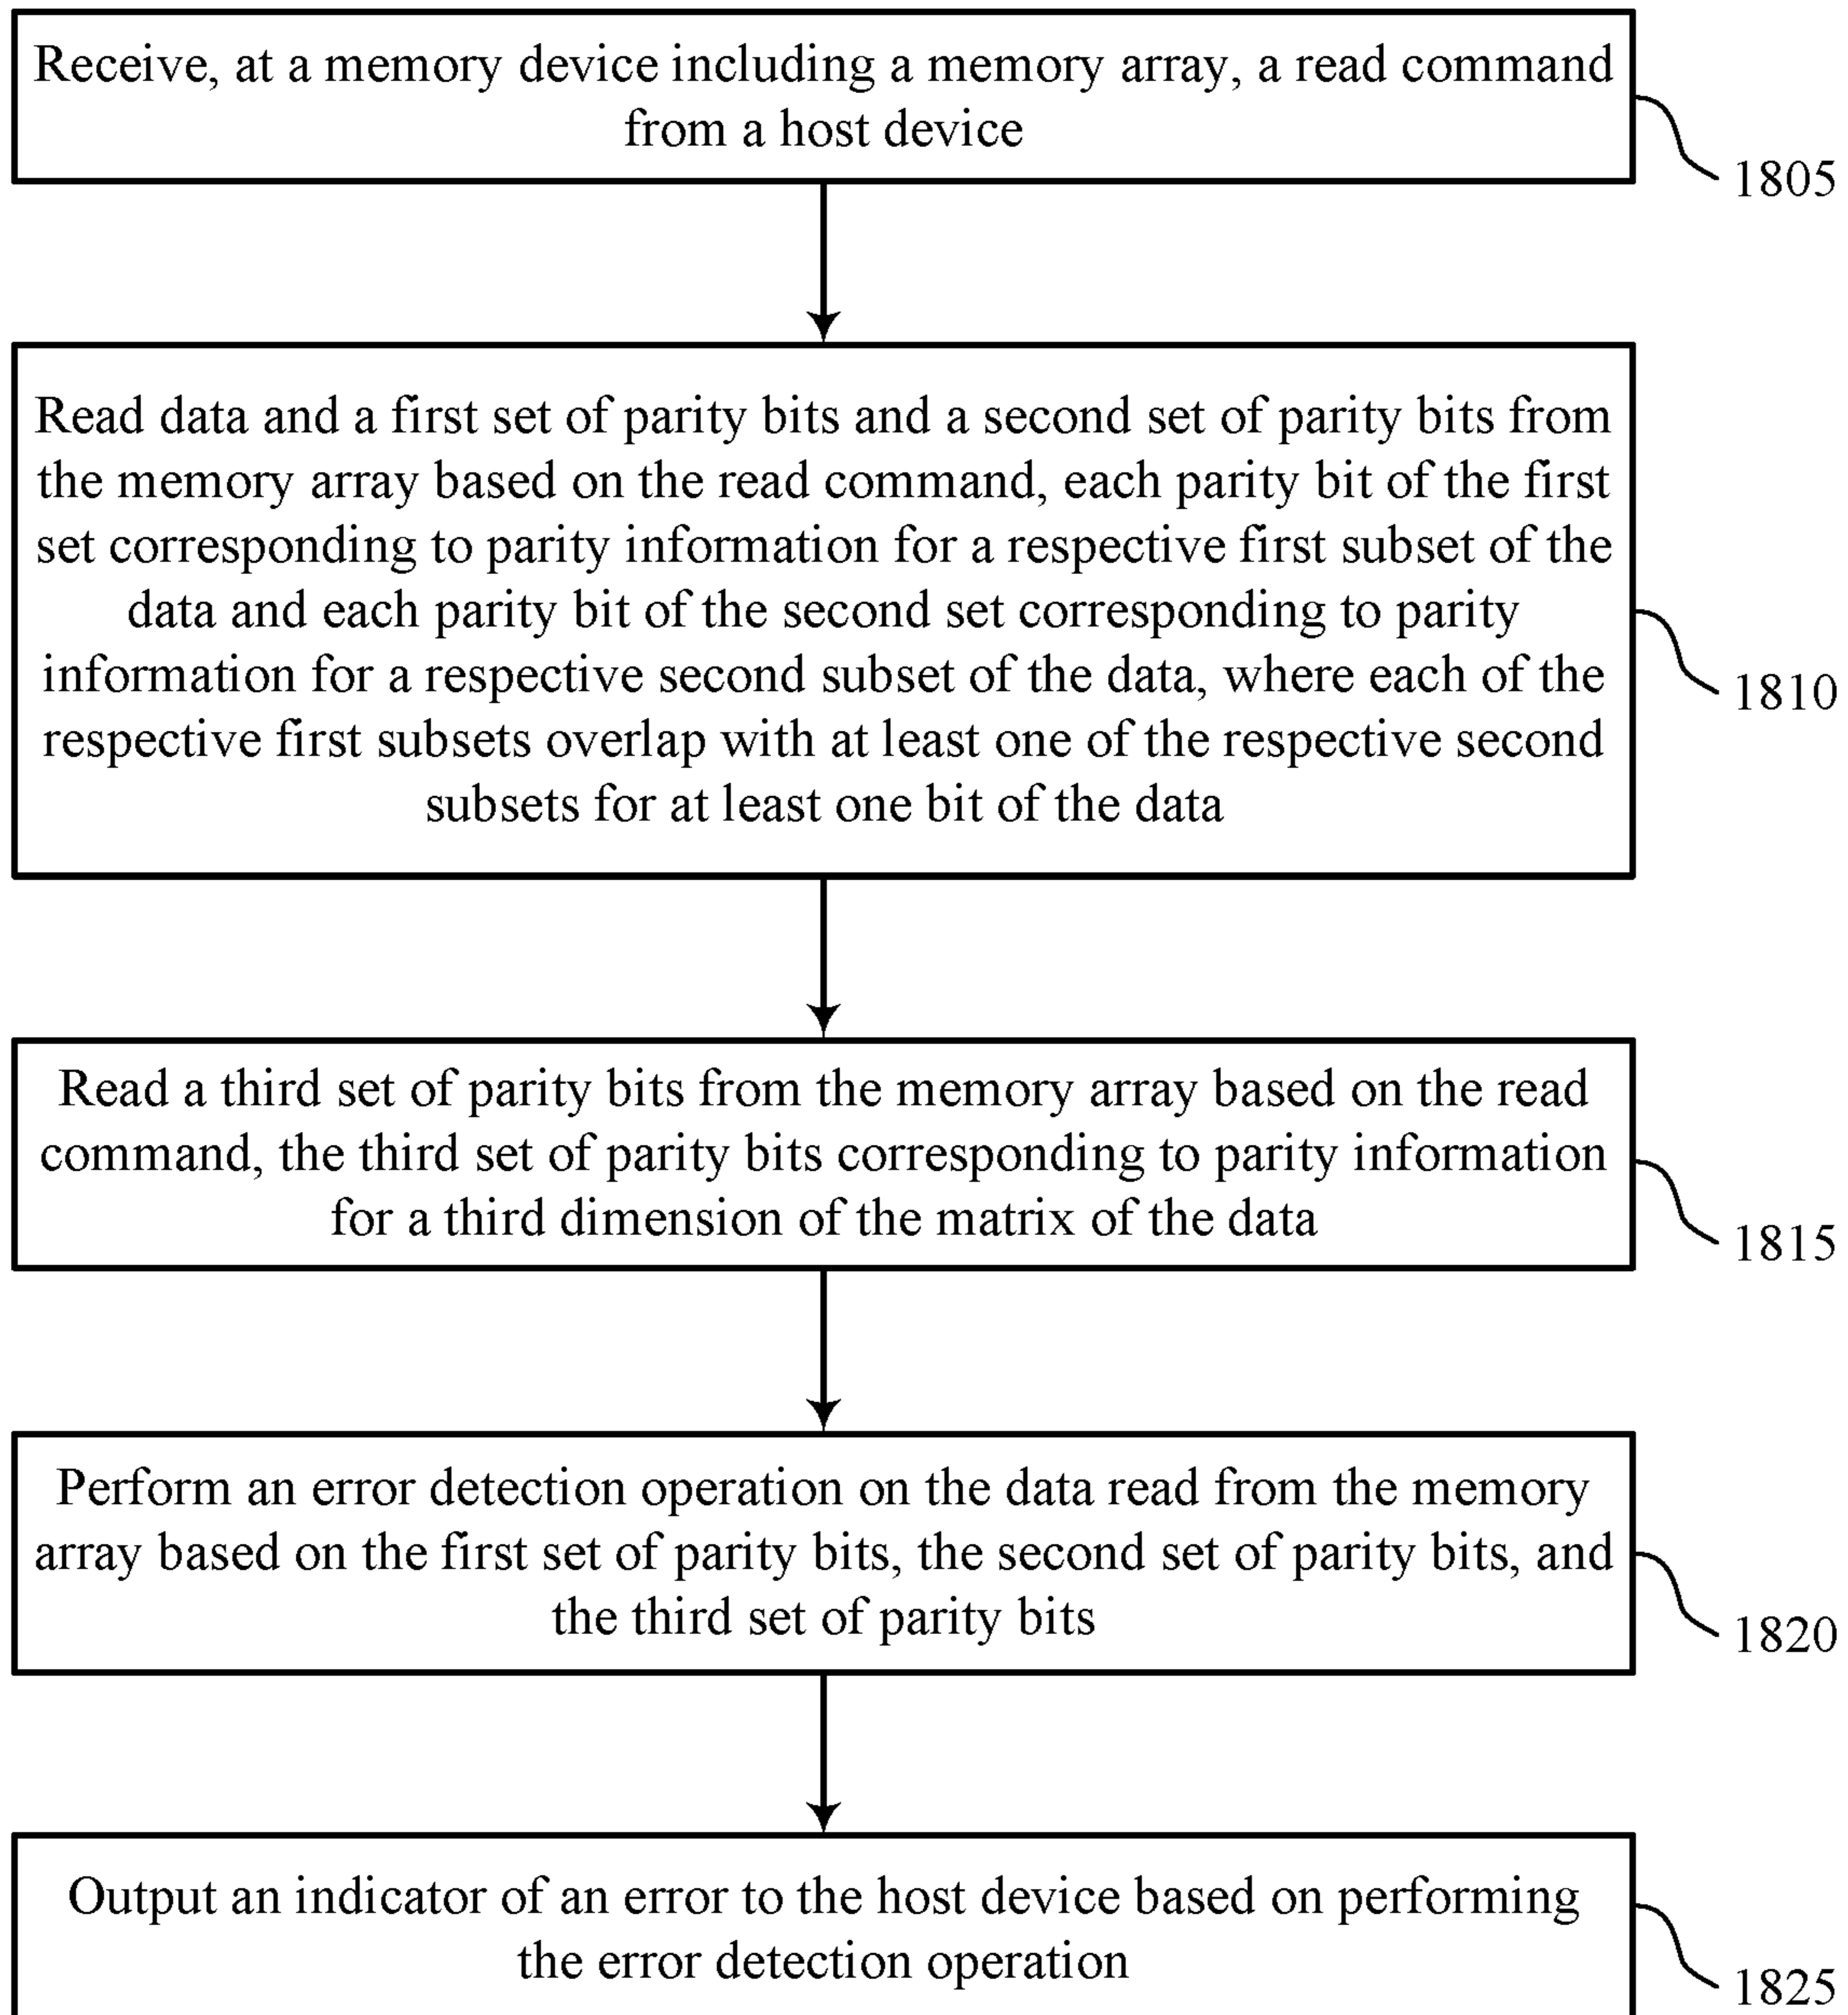 Receive, at a memory device including a memory array, a read command
from a host device
1805
Read data and a first set of parity bits and a second set of parity bits from
the memory array based on the read command, each parity bit of the first
set corresponding to parity information for a respective first subset of the
data and each parity bit of the second set corresponding to parity
information for a respective second subset of the data, where each of the
respective first subsets overlap with at least one of the respective second
subsets for at least one bit of the data
1810
Read a third set of parity bits from the memory array based on the read
command, the third set of parity bits corresponding to parity information
for a third dimension of the matrix of the data
1815
Perform an error detection operation on the data read from the memory
array based on the first set of parity bits, the second set of parity bits, and
the third set of parity bits
1820
Output an indicator of an error to the host device based on performing
the error detection operation
1825